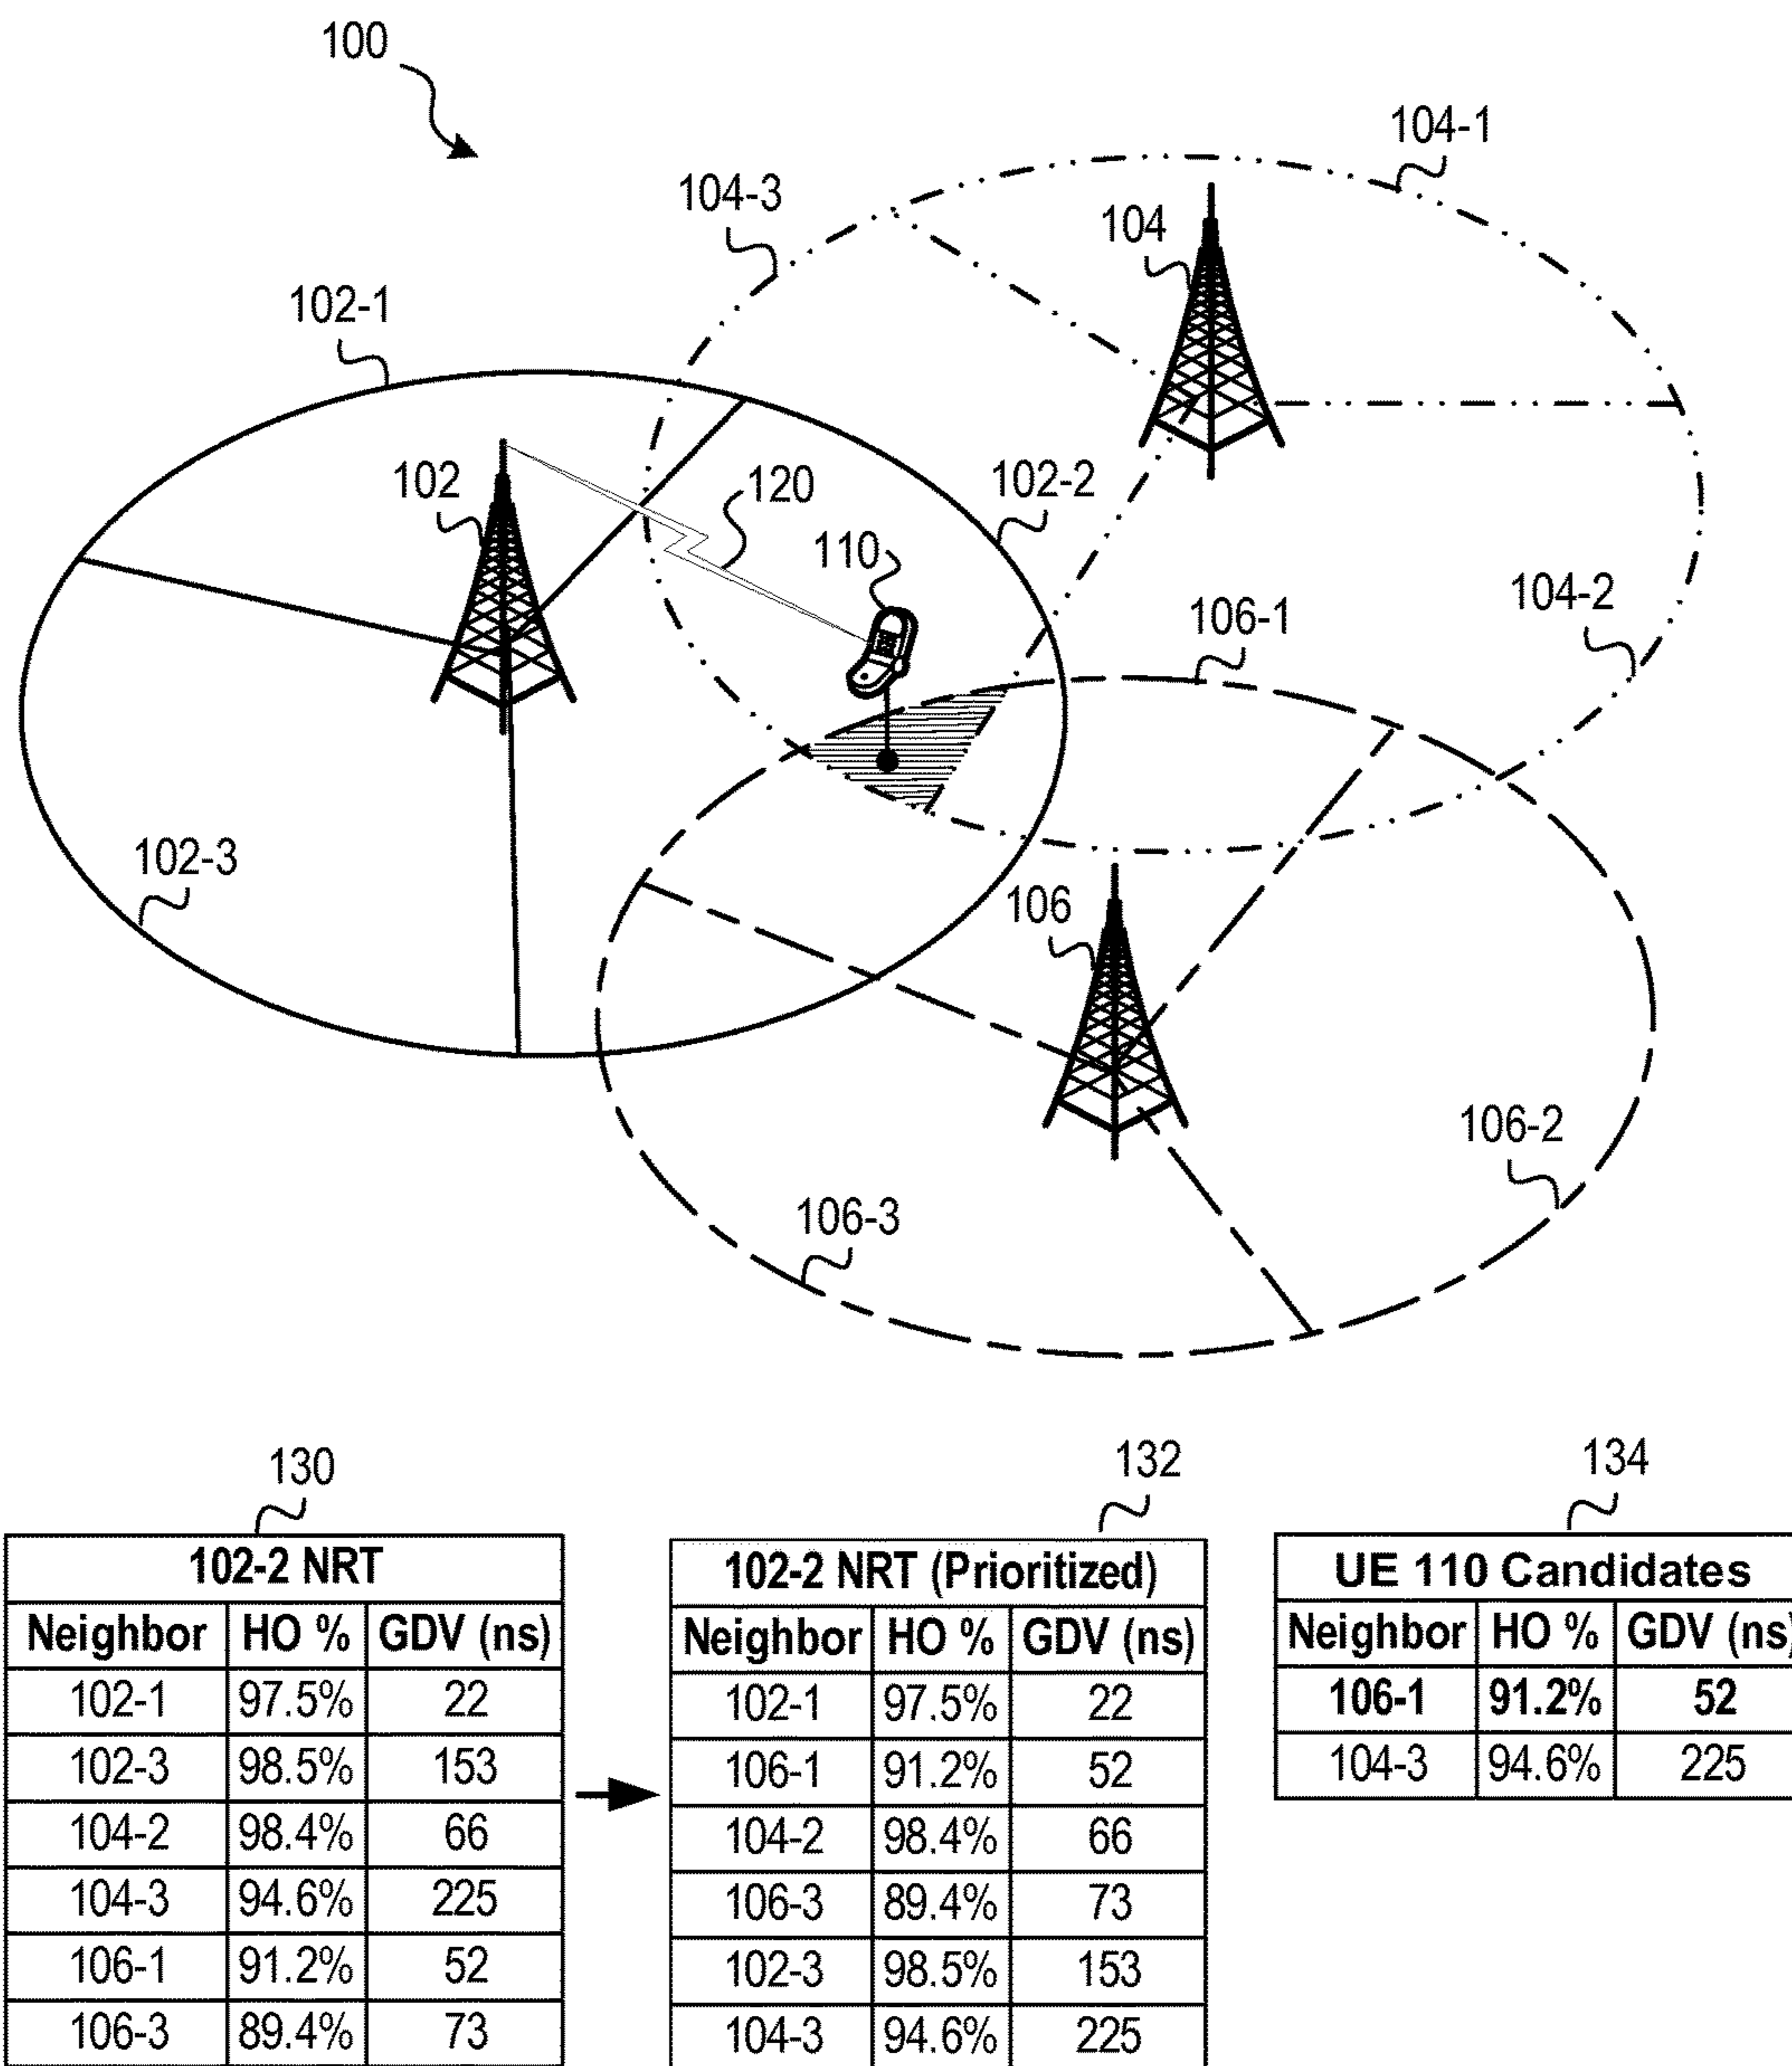 100
104-1
104-3
104
102-1
102
120
102-2
110
104-2
106-1
102-3
106
106-2
106-3
130
132
134
102-2 NRT
Neighbor HO % GDV (ns)
102-1 97.5% 22
102-3 98.5% 153
104-2 98.4% 66
104-3 94.6% 225
106-1 91.2% 52
106-3 89.4% 73
102-2 NRT (Prioritized)
Neighbor HO % GDV (ns)
102-1 97.5% 22
106-1 91.2% 52
104-2 98.4% 66
106-3 89.4% 73
102-3 98.5% 153
104-3 94.6% 225
UE 110 Candidates
Neighbor HO % GDV (ns)
106-1 91.2% 52
104-3 94.6% 225